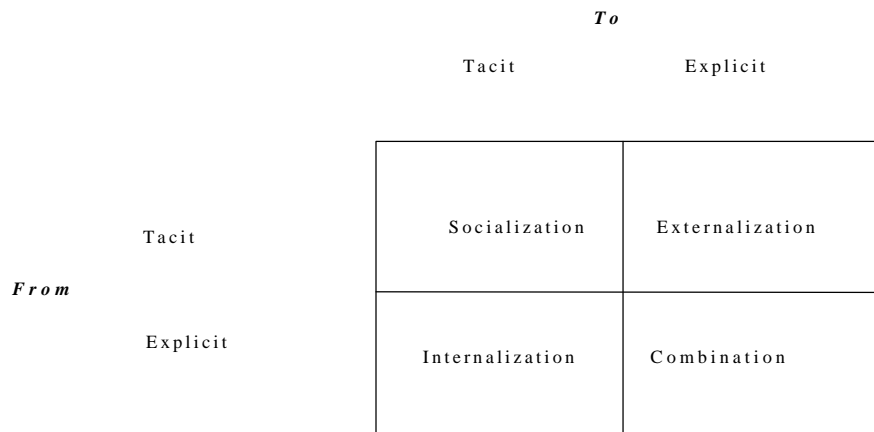 To
Tacit Explicit
Tacit Socialization Externalization
From
Explicit Internalization Combination